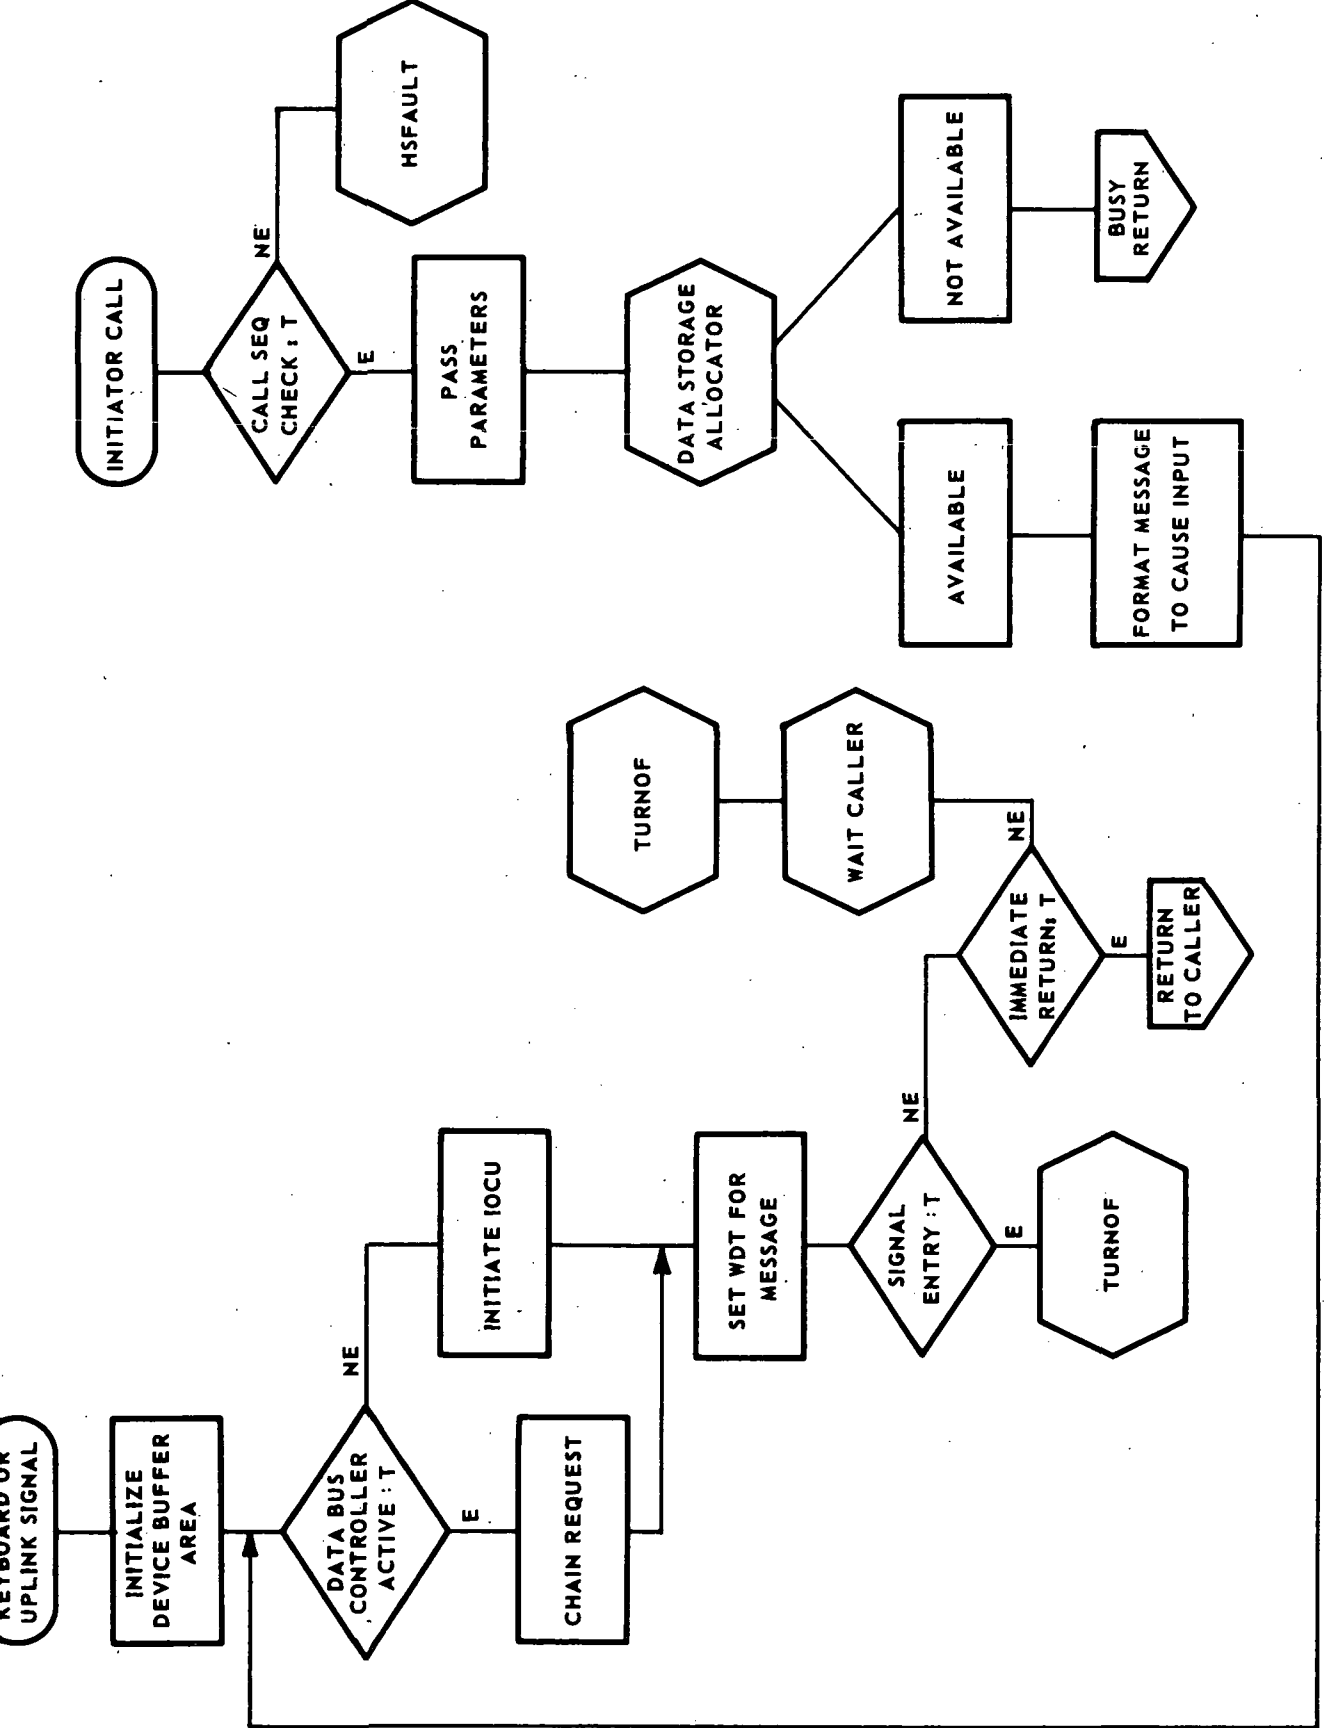 KEYBOARD OR
UPLINK SIGNAL
INITIALIZE
DEVICE BUFFER
AREA
DATA BUS
CONTROLLER
ACTIVE : T
NE
E
CHAIN REQUEST
INITIATE IOCU
SET WDT FOR
MESSAGE
SIGNAL
ENTRY : T
NE
E
TURNOF
TURNOF
WAIT CALLER
NE
IMMEDIATE
RETURN: T
E
RETURN
TO CALLER
INITIATOR CALL
CALL SEQ
CHECK : T
NE
HSFAULT
E
PASS
PARAMETERS
DATA STORAGE
ALLOCATOR
AVAILABLE
NOT AVAILABLE
FORMAT MESSAGE
TO CAUSE INPUT
BUSY
RETURN